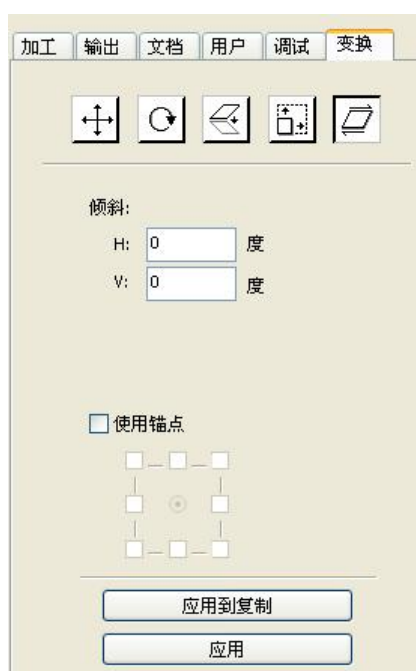 加工 输出 文档 用户 调试 变换
倾斜:
H: 0 度
V: 0 度
使用锚点
应用到复制
应用